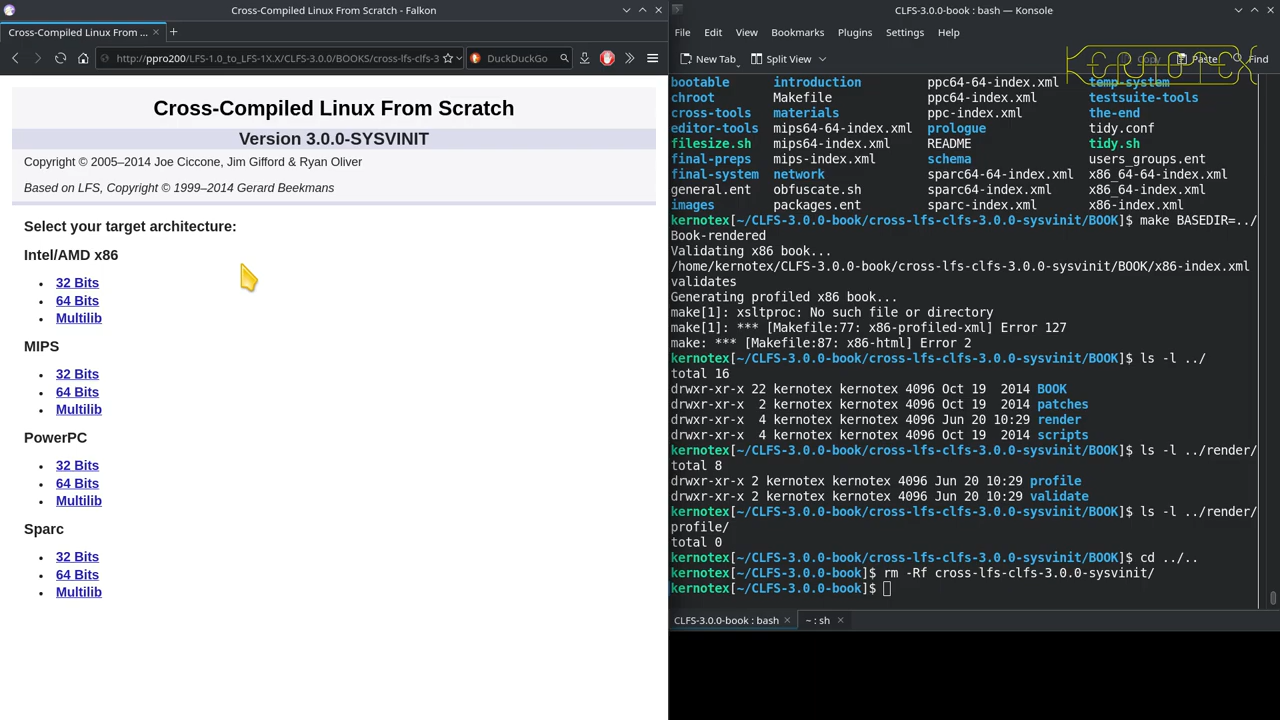 Cross-Compiled Linux From Scratch - Falkon
Cross-Compiled Linux From ...
http://ppro200/LFS-1.0_to_LFS-1X.X/CLFS-3.0.0/BOOKS/cross-lfs-clfs-3
DuckDuckGo
Cross-Compiled Linux From Scratch
Version 3.0.0-SYSVINIT
Copyright © 2005–2014 Joe Ciccone, Jim Gifford & Ryan Oliver
Based on LFS, Copyright © 1999–2014 Gerard Beekmans
Select your target architecture:
Intel/AMD x86
• 32 Bits
• 64 Bits
• Multilib
MIPS
• 32 Bits
• 64 Bits
• Multilib
PowerPC
• 32 Bits
• 64 Bits
• Multilib
Sparc
• 32 Bits
• 64 Bits
• Multilib
CLFS-3.0.0-book : bash — Konsole
File Edit View Bookmarks Plugins Settings Help
New Tab Split View Copy Paste Find
KERNOTEX
bootable introduction ppc64-64-index.xml temp-system
chroot Makefile ppc64-index.xml testsuite-tools
cross-tools materials ppc-index.xml the-end
editor-tools mips64-64-index.xml prologue tidy.conf
filesize.sh mips64-index.xml README tidy.sh
final-preps mips-index.xml schema users_groups.ent
final-system network sparc64-64-index.xml x86_64-64-index.xml
general.ent obfuscate.sh sparc64-index.xml x86_64-index.xml
images packages.ent sparc-index.xml x86-index.xml
kernotex[~/CLFS-3.0.0-book/cross-lfs-clfs-3.0.0-sysvinit/BOOK]$ make BASEDIR=../
Book-rendered
Validating x86 book...
/home/kernotex/CLFS-3.0.0-book/cross-lfs-clfs-3.0.0-sysvinit/BOOK/x86-index.xml
validates
Generating profiled x86 book...
make[1]: xsltproc: No such file or directory
make[1]: *** [Makefile:77: x86-profiled-xml] Error 127
make: *** [Makefile:87: x86-html] Error 2
kernotex[~/CLFS-3.0.0-book/cross-lfs-clfs-3.0.0-sysvinit/BOOK]$ ls -l ../
total 16
drwxr-xr-x 22 kernotex kernotex 4096 Oct 19 2014 BOOK
drwxr-xr-x 2 kernotex kernotex 4096 Oct 19 2014 patches
drwxr-xr-x 4 kernotex kernotex 4096 Jun 20 10:29 render
drwxr-xr-x 4 kernotex kernotex 4096 Oct 19 2014 scripts
kernotex[~/CLFS-3.0.0-book/cross-lfs-clfs-3.0.0-sysvinit/BOOK]$ ls -l ../render/
total 8
drwxr-xr-x 2 kernotex kernotex 4096 Jun 20 10:29 profile
drwxr-xr-x 2 kernotex kernotex 4096 Jun 20 10:29 validate
kernotex[~/CLFS-3.0.0-book/cross-lfs-clfs-3.0.0-sysvinit/BOOK]$ ls -l ../render/
profile/
total 0
kernotex[~/CLFS-3.0.0-book/cross-lfs-clfs-3.0.0-sysvinit/BOOK]$ cd ../..
kernotex[~/CLFS-3.0.0-book]$ rm -Rf cross-lfs-clfs-3.0.0-sysvinit/
kernotex[~/CLFS-3.0.0-book]$
CLFS-3.0.0-book : bash
~ : sh